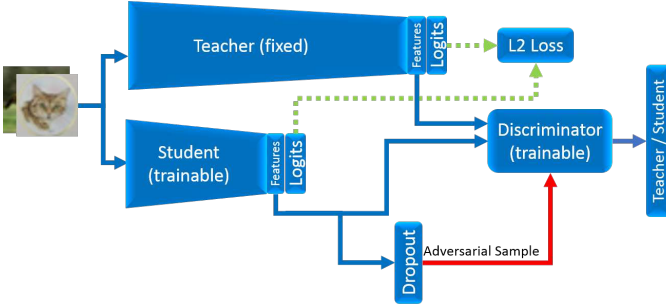 Teacher (fixed)
Features
Logits
L2 Loss
Student
(trainable)
Features
Logits
Discriminator
(trainable)
Teacher / Student
Dropout
Adversarial Sample